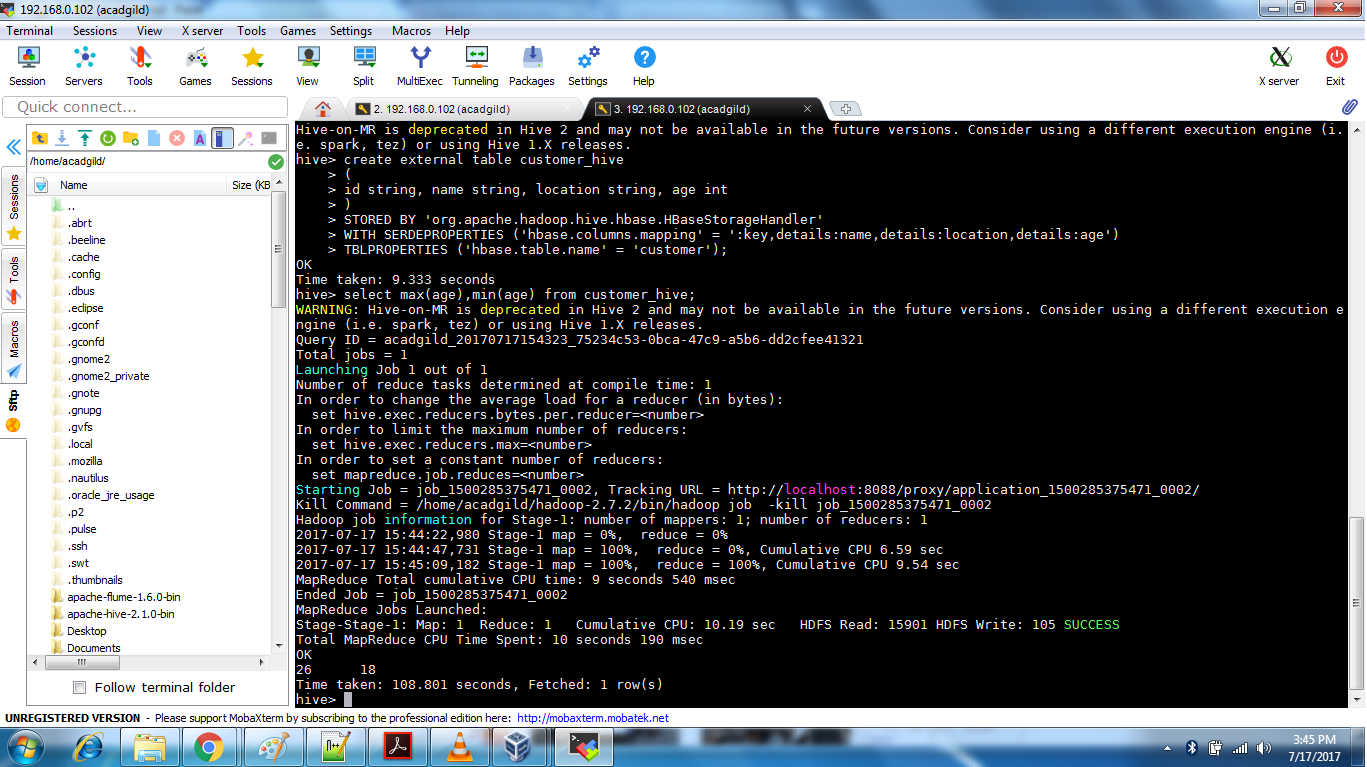 192.168.0.102 (acadgild)
Terminal Sessions View X server Tools Games Settings Macros Help
Session Servers Tools Games Sessions View Split MultiExec Tunneling Packages Settings Help X server Exit
Quick connect...
2. 192.168.0.102 (acadgild)
3. 192.168.0.102 (acadgild)
/home/acadgild/
Name Size (KB
..
.abrt
.beeline
.cache
.config
.dbus
.eclipse
.gconf
.gconfd
.gnome2
.gnome2_private
.gnote
.gnupg
.gvfs
.local
.mozilla
.nautilus
.oracle_jre_usage
.p2
.pulse
.ssh
.swt
.thumbnails
apache-flume-1.6.0-bin
apache-hive-2.1.0-bin
Desktop
Documents
Follow terminal folder
Sessions
Tools
Macros
Sftp
Hive-on-MR is deprecated in Hive 2 and may not be available in the future versions. Consider using a different execution engine (i.
e. spark, tez) or using Hive 1.X releases.
hive> create external table customer_hive
    > (
    > id string, name string, location string, age int
    > )
    > STORED BY 'org.apache.hadoop.hive.hbase.HBaseStorageHandler'
    > WITH SERDEPROPERTIES ('hbase.columns.mapping' = ':key,details:name,details:location,details:age')
    > TBLPROPERTIES ('hbase.table.name' = 'customer');
OK
Time taken: 9.333 seconds
hive> select max(age),min(age) from customer_hive;
WARNING: Hive-on-MR is deprecated in Hive 2 and may not be available in the future versions. Consider using a different execution e
ngine (i.e. spark, tez) or using Hive 1.X releases.
Query ID = acadgild_20170717154323_75234c53-0bca-47c9-a5b6-dd2cfee41321
Total jobs = 1
Launching Job 1 out of 1
Number of reduce tasks determined at compile time: 1
In order to change the average load for a reducer (in bytes):
  set hive.exec.reducers.bytes.per.reducer=<number>
In order to limit the maximum number of reducers:
  set hive.exec.reducers.max=<number>
In order to set a constant number of reducers:
  set mapreduce.job.reduces=<number>
Starting Job = job_1500285375471_0002, Tracking URL = http://localhost:8088/proxy/application_1500285375471_0002/
Kill Command = /home/acadgild/hadoop-2.7.2/bin/hadoop job  -kill job_1500285375471_0002
Hadoop job information for Stage-1: number of mappers: 1; number of reducers: 1
2017-07-17 15:44:22,980 Stage-1 map = 0%,  reduce = 0%
2017-07-17 15:44:47,731 Stage-1 map = 100%,  reduce = 0%, Cumulative CPU 6.59 sec
2017-07-17 15:45:09,182 Stage-1 map = 100%,  reduce = 100%, Cumulative CPU 9.54 sec
MapReduce Total cumulative CPU time: 9 seconds 540 msec
Ended Job = job_1500285375471_0002
MapReduce Jobs Launched:
Stage-Stage-1: Map: 1  Reduce: 1   Cumulative CPU: 10.19 sec   HDFS Read: 15901 HDFS Write: 105 SUCCESS
Total MapReduce CPU Time Spent: 10 seconds 190 msec
OK
26      18
Time taken: 108.801 seconds, Fetched: 1 row(s)
hive>
UNREGISTERED VERSION - Please support MobaXterm by subscribing to the professional edition here: http://mobaxterm.mobatek.net
3:45 PM
7/17/2017